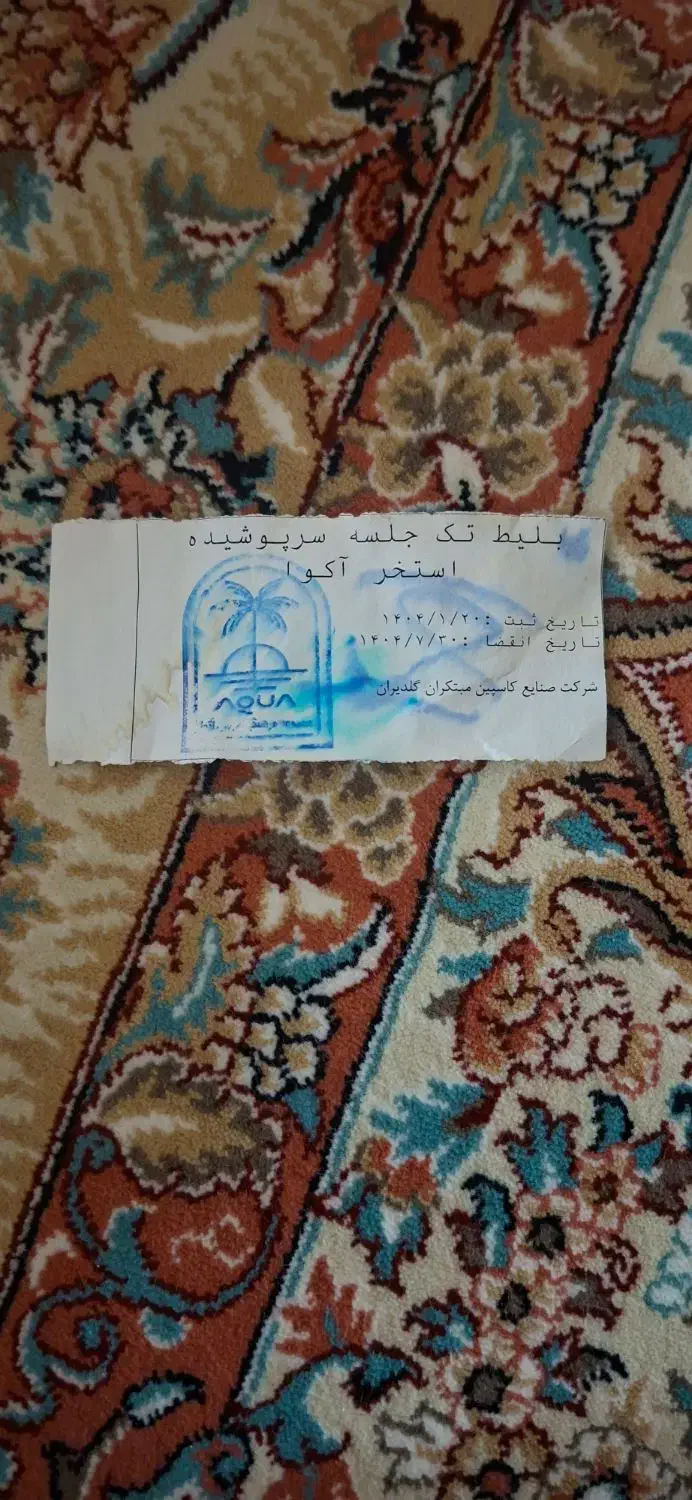 بلیط تک جلسه سرپوشیده
استخر آکوا
تاریخ ثبت :۱۴۰۴/۱/۲۰
تاریخ انقضا :۱۴۰۴/۷/۳۰
شرکت صنایع کاسپین مبتکران گلدیران
AQUA